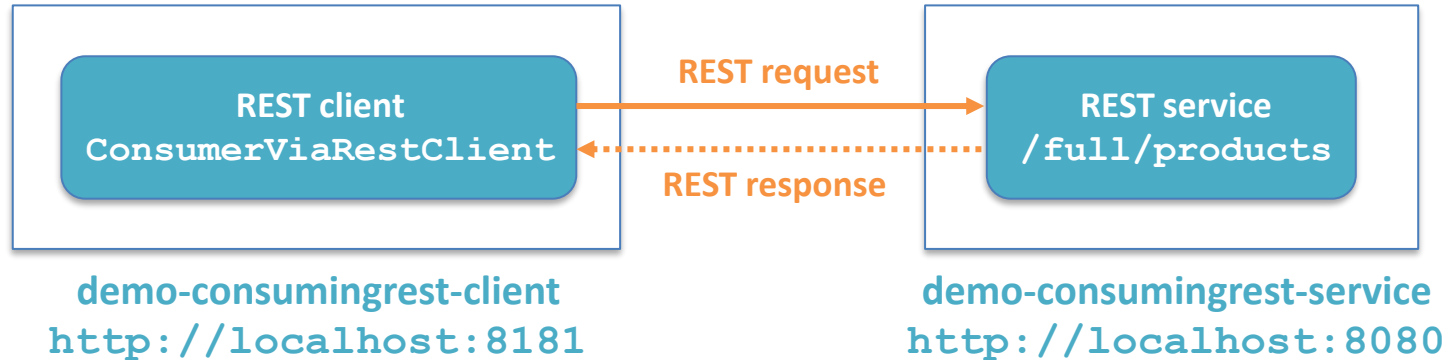 REST client
ConsumerViaRestClient
REST request
REST response
REST service
/full/products
demo-consumingrest-client
http://localhost:8181
demo-consumingrest-service
http://localhost:8080